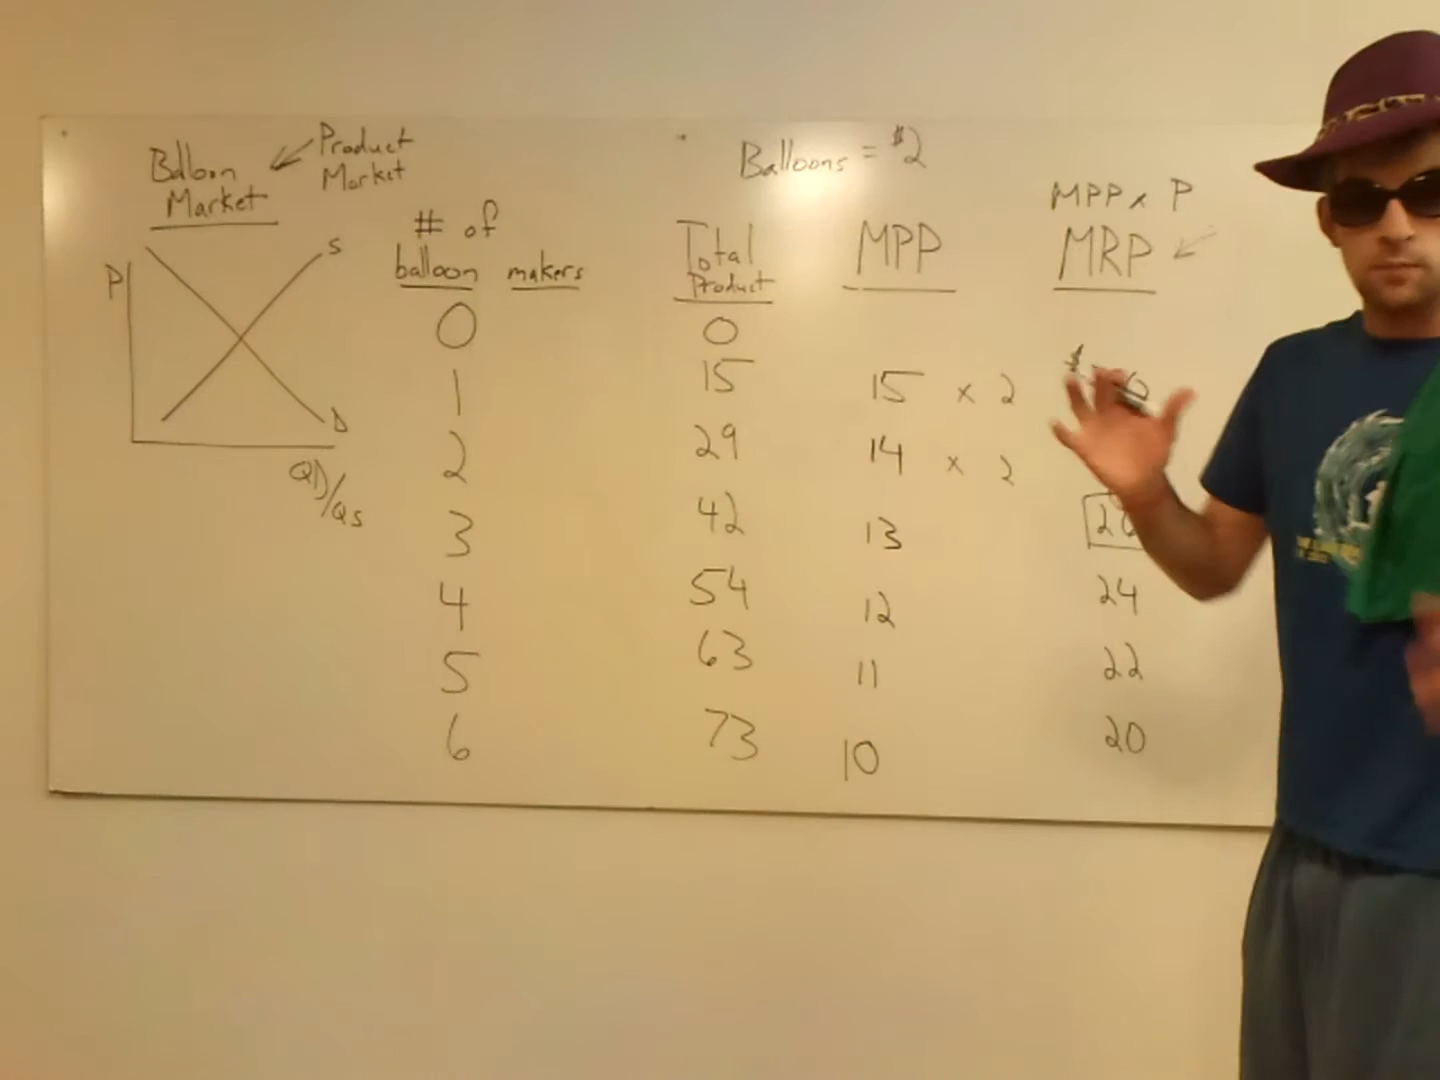 Balloon
Market
Product
Market
P
S
D
QD/QS
Balloons = $2
# of
balloon makers
Total
Product
MPP
MPP x P
MRP
0 0
1 15 15 x 2 $
2 29 14 x 2
3 42 13
4 54 12 24
5 63 11 22
6 73 10 20